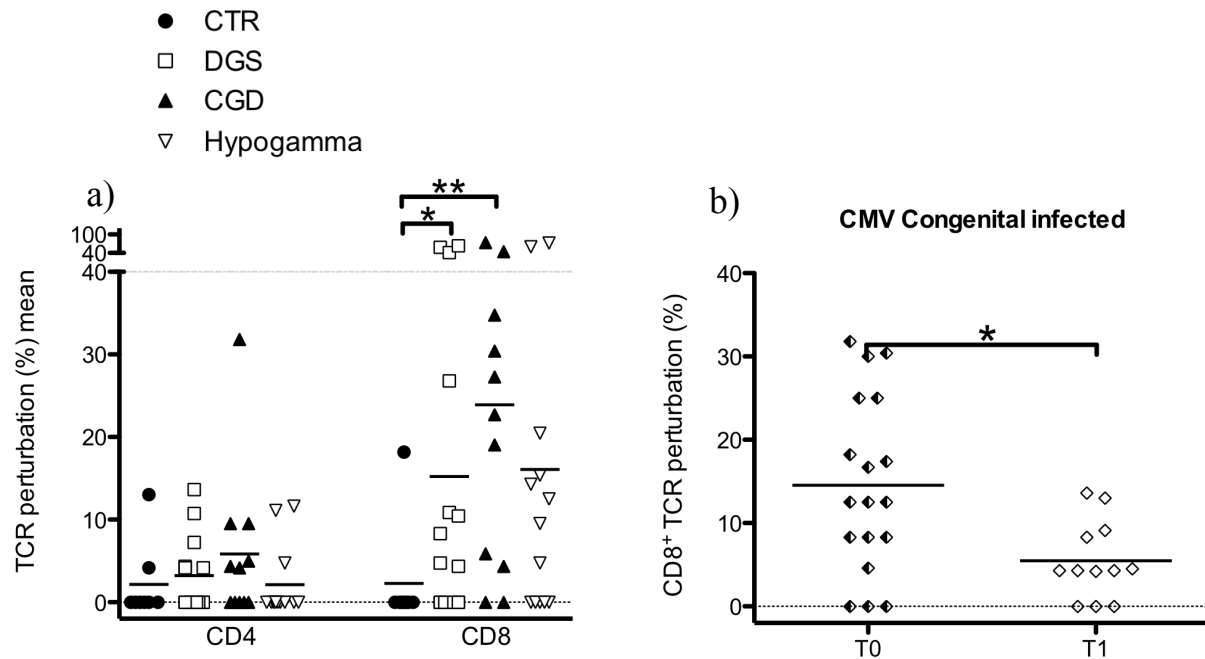 CTR
DGS
CGD
Hypogamma
a)
**
*
100
40
40
30
20
10
0
TCR perturbation (%) mean
CD4
CD8
b)
CMV Congenital infected
*
40
30
20
10
0
CD8⁺ TCR perturbation (%)
T0
T1